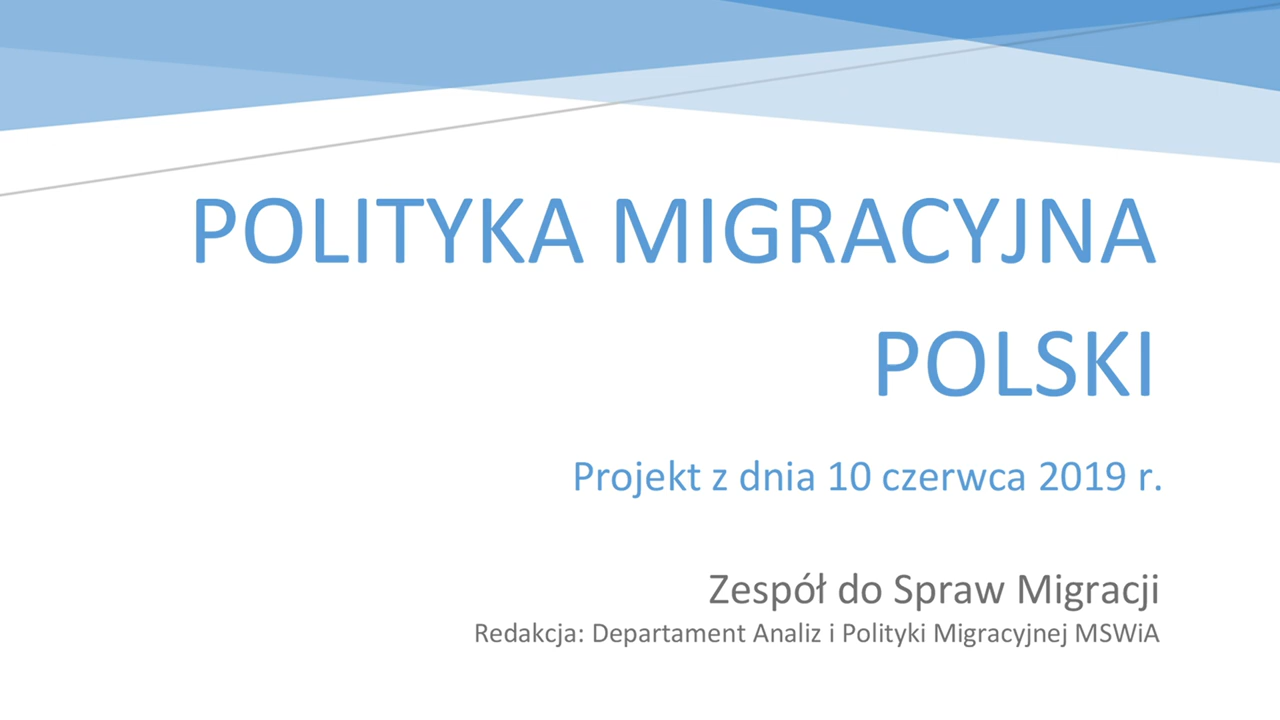 POLITYKA MIGRACYJNA
POLSKI
Projekt z dnia 10 czerwca 2019 r.
Zespół do Spraw Migracji
Redakcja: Departament Analiz i Polityki Migracyjnej MSWiA